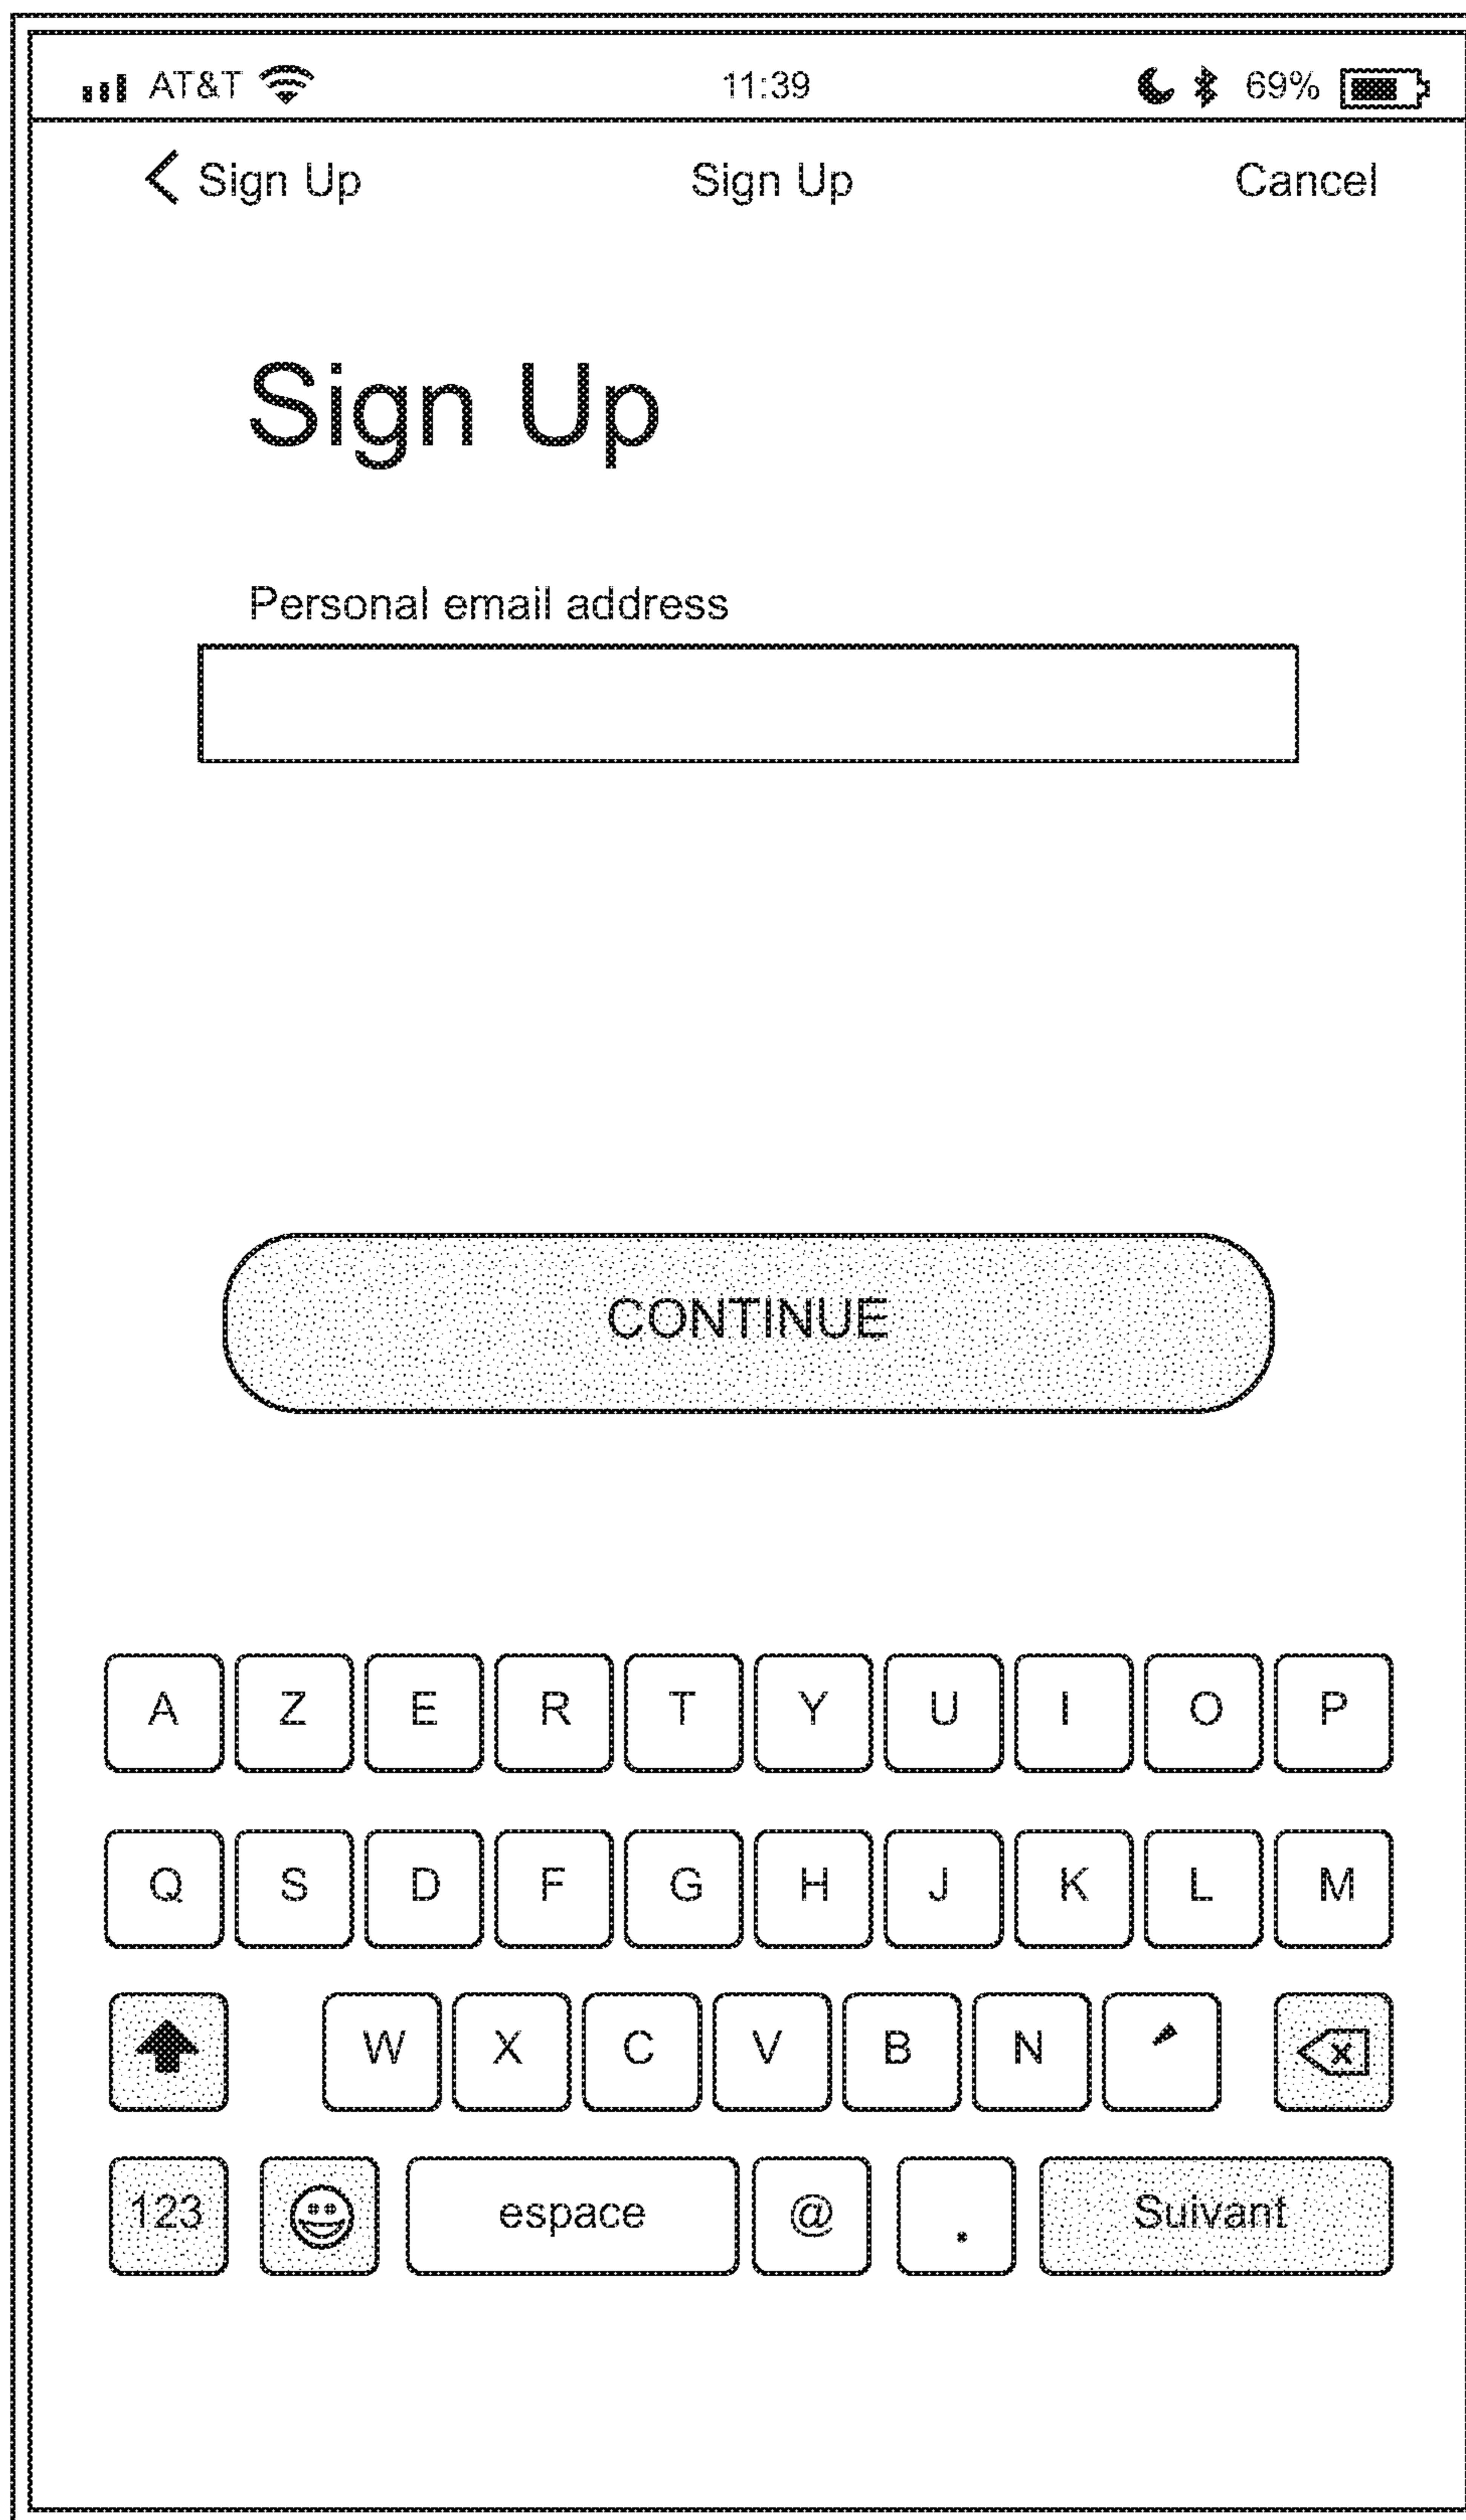 AT&T 11:39 69%
< Sign Up Sign Up Cancel
Sign Up
Personal email address
CONTINUE
A Z E R T Y U I O P
Q S D F G H J K L M
W X C V B N ´
123 espace @ . Suivant